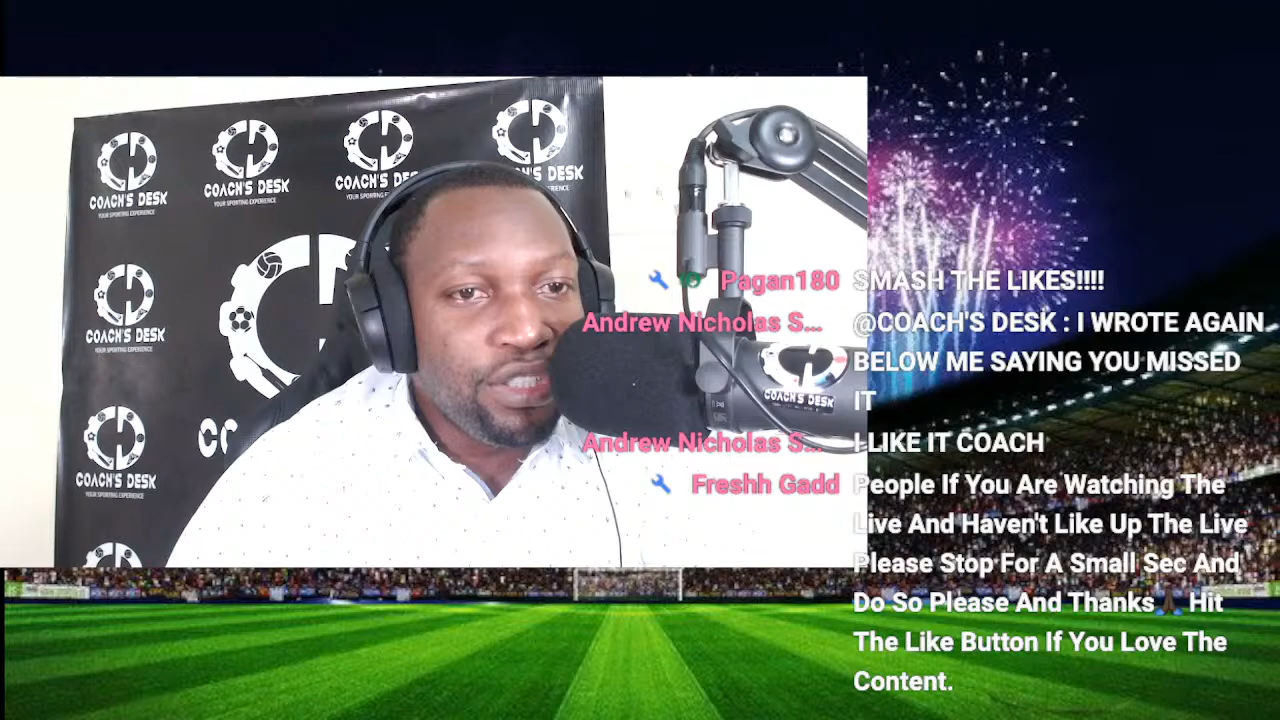 COACH'S DESK
YOUR SPORTING EXPERIENCE
COACH'S DESK
YOUR SPORTING EXPERIENCE
COACH'S DE
YOUR SPORTING
DESK
EXPERIENCE
COACH'S DESK
YOUR SPORTING EXPERIENCE
COACH'S DESK
YOUR SPORTING EXPERIENCE
COACH'S DESK
Pagan180 SMASH THE LIKES!!!!
Andrew Nicholas S... @COACH'S DESK : I WROTE AGAIN
BELOW ME SAYING YOU MISSED
IT
Andrew Nicholas S... I LIKE IT COACH
Freshh Gadd People If You Are Watching The
Live And Haven't Like Up The Live
Please Stop For A Small Sec And
Do So Please And Thanks🙏🏿 Hit
The Like Button If You Love The
Content.